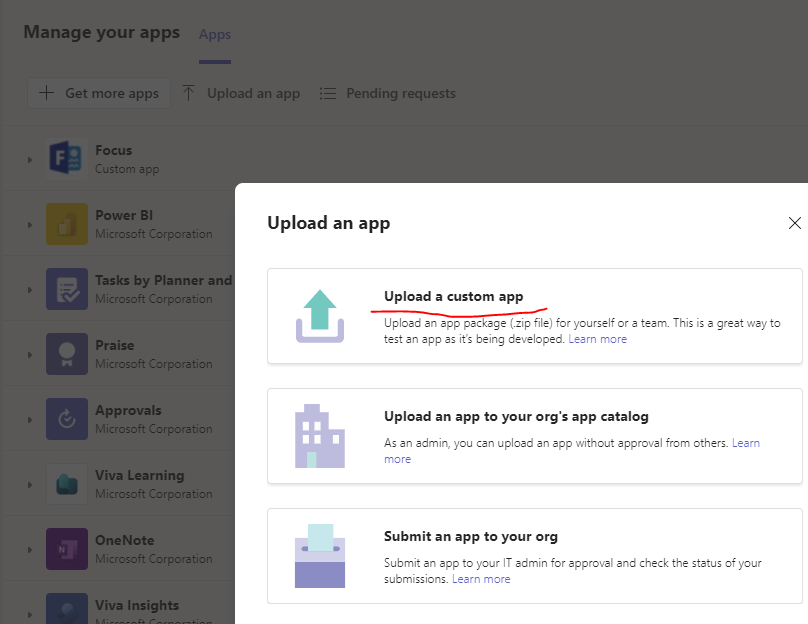 Manage your apps
Apps
Get more apps
Upload an app
Pending requests
Focus
Custom app
Power BI
Microsoft Corporation
Tasks by Planner and
Microsoft Corporation
Praise
Microsoft Corporation
Approvals
Microsoft Corporation
Viva Learning
Microsoft Corporation
OneNote
Microsoft Corporation
Viva Insights
Microsoft Corporation
Upload an app
Upload a custom app
Upload an app package (.zip file) for yourself or a team. This is a great way to
test an app as it's being developed. Learn more
Upload an app to your org's app catalog
As an admin, you can upload an app without approval from others. Learn
more
Submit an app to your org
Submit an app to your IT admin for approval and check the status of your
submissions. Learn more